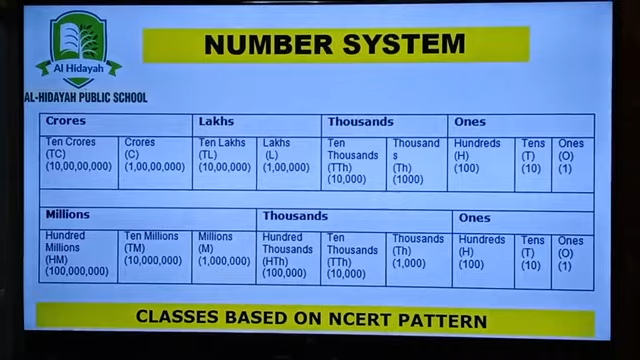 NUMBER SYSTEM
Al Hidayah
AL-HIDAYAH PUBLIC SCHOOL
Crores Lakhs Thousands Ones
Ten Crores (TC) (10,00,00,000) Crores (C) (1,00,00,000) Ten Lakhs (TL) (10,00,000) Lakhs (L) (1,00,000) Ten Thousands (TTh) (10,000) Thousand s (Th) (1000) Hundreds (H) (100) Tens (T) (10) Ones (O) (1)
Millions Thousands Ones
Hundred Millions (HM) (100,000,000) Ten Millions (TM) (10,000,000) Millions (M) (1,000,000) Hundred Thousands (HTh) (100,000) Ten Thousands (TTh) (10,000) Thousands (Th) (1,000) Hundreds (H) (100) Tens (T) (10) Ones (O) (1)
CLASSES BASED ON NCERT PATTERN